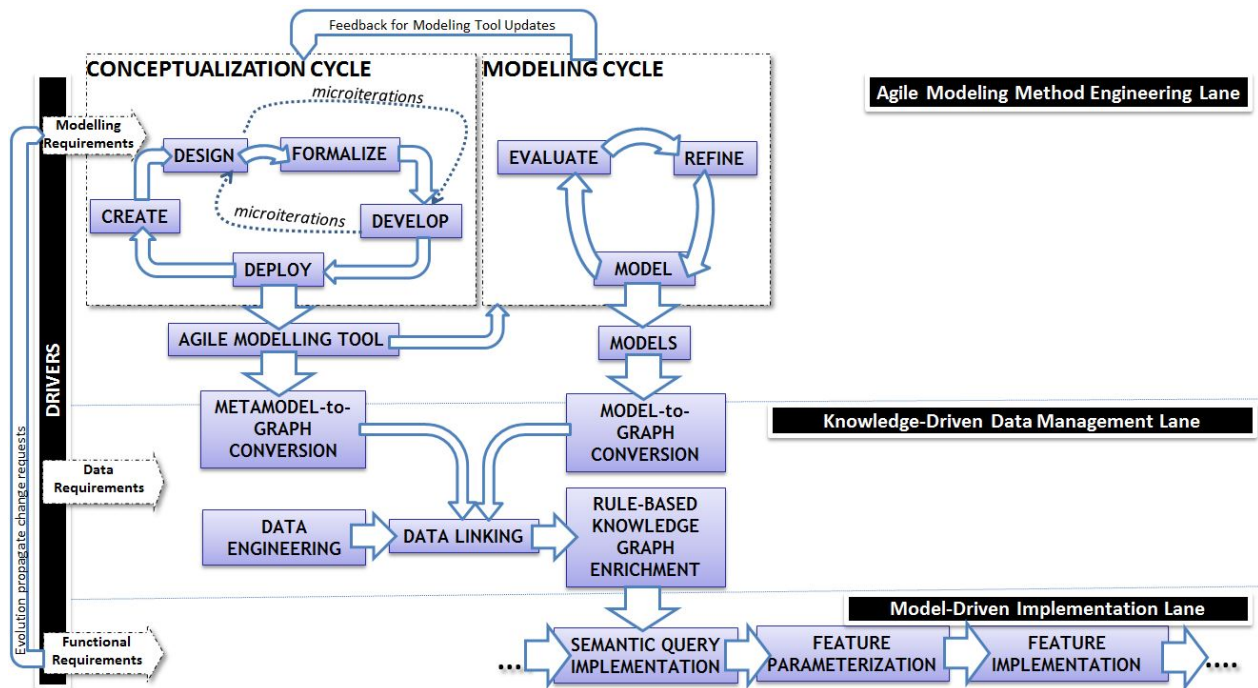 Feedback for Modeling Tool Updates
CONCEPTUALIZATION CYCLE
MODELING CYCLE
Agile Modeling Method Engineering Lane
microiterations
Modelling
Requirements
DESIGN
FORMALIZE
EVALUATE
REFINE
CREATE
microiterations
DEVELOP
DEPLOY
MODEL
AGILE MODELLING TOOL
MODELS
DRIVERS
METAMODEL-to-
GRAPH
CONVERSION
MODEL-to-
GRAPH
CONVERSION
Knowledge-Driven Data Management Lane
Data
Requirements
DATA
ENGINEERING
DATA LINKING
RULE-BASED
KNOWLEDGE
GRAPH
ENRICHMENT
Evolution propagate change requests
Model-Driven Implementation Lane
Functional
Requirements
....
SEMANTIC QUERY
IMPLEMENTATION
FEATURE
PARAMETERIZATION
FEATURE
IMPLEMENTATION
....